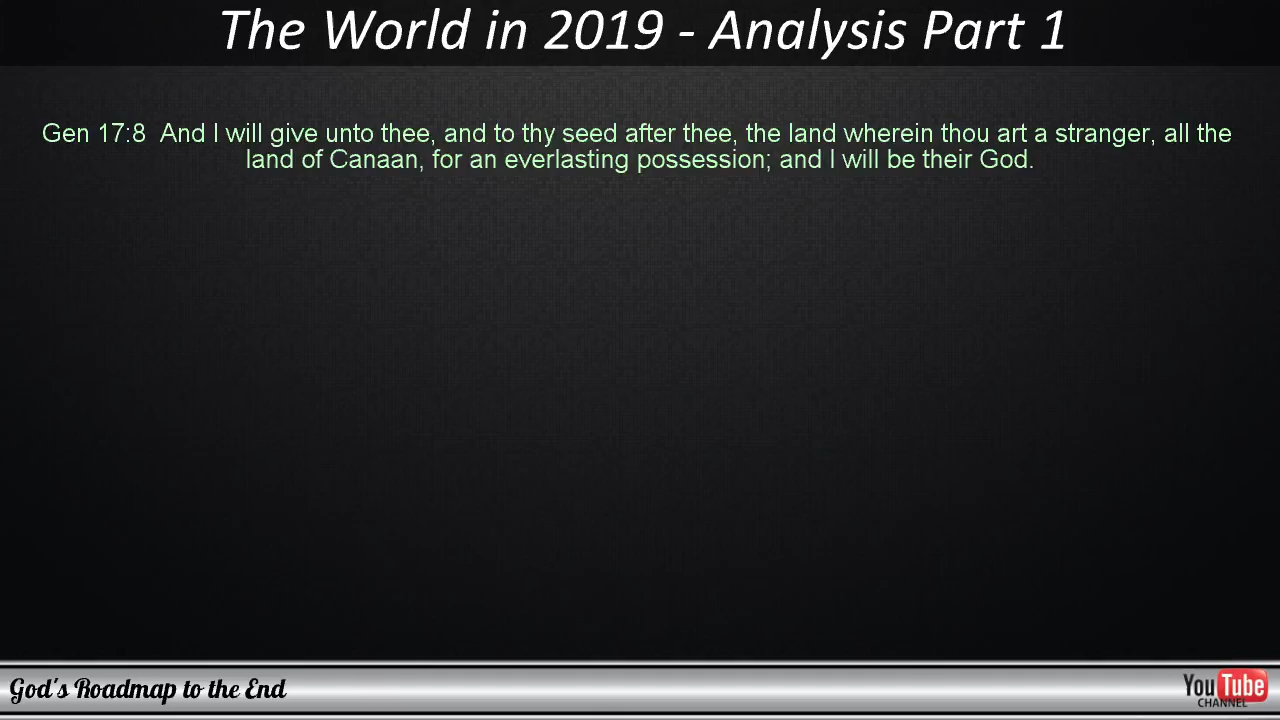 The World in 2019 - Analysis Part 1
Gen 17:8  And I will give unto thee, and to thy seed after thee, the land wherein thou art a stranger, all the
land of Canaan, for an everlasting possession; and I will be their God.
God's Roadmap to the End
YouTube
CHANNEL